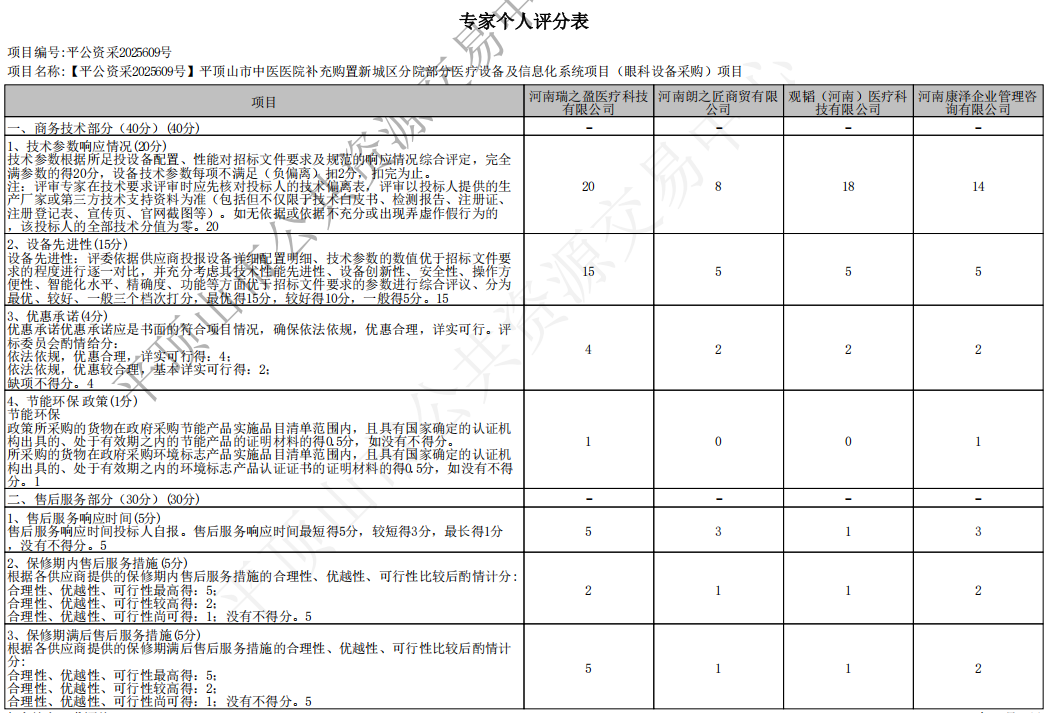 专家个人评分表
项目编号:平公资采2025609号
项目名称:【平公资采2025609号】平顶山市中医医院补充购置新城区分院部分医疗设备及信息化系统项目（眼科设备采购）项目
项目 河南瑞之盈医疗科技有限公司 河南朗之匠商贸有限公司 观韬（河南）医疗科技有限公司 河南康泽企业管理咨询有限公司
一、商务技术部分（40分）(40分) - - - -
1、技术参数响应情况(20分)
技术参数根据所足投设备配置、性能对招标文件要求及规范的响应情况综合评定，完全
满参数的得20分，设备技术参数每项不满足（负偏离）扣2分，扣完为止。
注：评审专家在技术要求评审时应先核对投标人的技术偏离表，评审以投标人提供的生
产厂家或第三方技术支持资料为准（包括但不仅限于技术白皮书、检测报告、注册证、
注册登记表、宣传页、官网截图等）。如无依据或依据不充分或出现弄虚作假行为的
，该投标人的全部技术分值为零。20
20 8 18 14
2、设备先进性(15分)
设备先进性：评委依据供应商投报设备详细配置明细、技术参数的数值优于招标文件要
求的程度进行逐一对比，并充分考虑其技术性能先进性、设备创新性、安全性、操作方
便性、智能化水平、精确度、功能等方面优于招标文件要求的参数进行综合评议、分为
最优、较好、一般三个档次打分，最优得15分，较好得10分，一般得5分。15
15 5 5 5
3、优惠承诺(4分)
优惠承诺优惠承诺应是书面的符合项目情况，确保依法依规，优惠合理，详实可行。评
标委员会酌情给分：
依法依规，优惠合理，详实可行得：4；
依法依规，优惠较合理，基本详实可行得：2；
缺项不得分。4
4 2 2 2
4、节能环保 政策(1分)
节能环保
政策所采购的货物在政府采购节能产品实施品目清单范围内，且具有国家确定的认证机
构出具的、处于有效期之内的节能产品的证明材料的得0.5分，如没有不得分。
所采购的货物在政府采购环境标志产品实施品目清单范围内，且具有国家确定的认证机
构出具的、处于有效期之内的环境标志产品认证证书的证明材料的得0.5分，如没有不得
分。1
1 0 0 1
二、售后服务部分（30分）(30分) - - - -
1、售后服务响应时间(5分)
售后服务响应时间投标人自报。售后服务响应时间最短得5分，较短得3分，最长得1分
，没有不得分。5
5 3 1 3
2、保修期内售后服务措施(5分)
根据各供应商提供的保修期内售后服务措施的合理性、优越性、可行性比较后酌情计分：
合理性、优越性、可行性最高得：5；
合理性、优越性、可行性较高得：2；
合理性、优越性、可行性尚可得：1；没有不得分。5
2 1 1 2
3、保修期满后售后服务措施(5分)
根据各供应商提供的保修期满后售后服务措施的合理性、优越性、可行性比较后酌情计
分：
合理性、优越性、可行性最高得：5；
合理性、优越性、可行性较高得：2；
合理性、优越性、可行性尚可得：1；没有不得分。5
5 1 1 2
平顶山市公共资源交易中
平顶山市公共资源交易中心